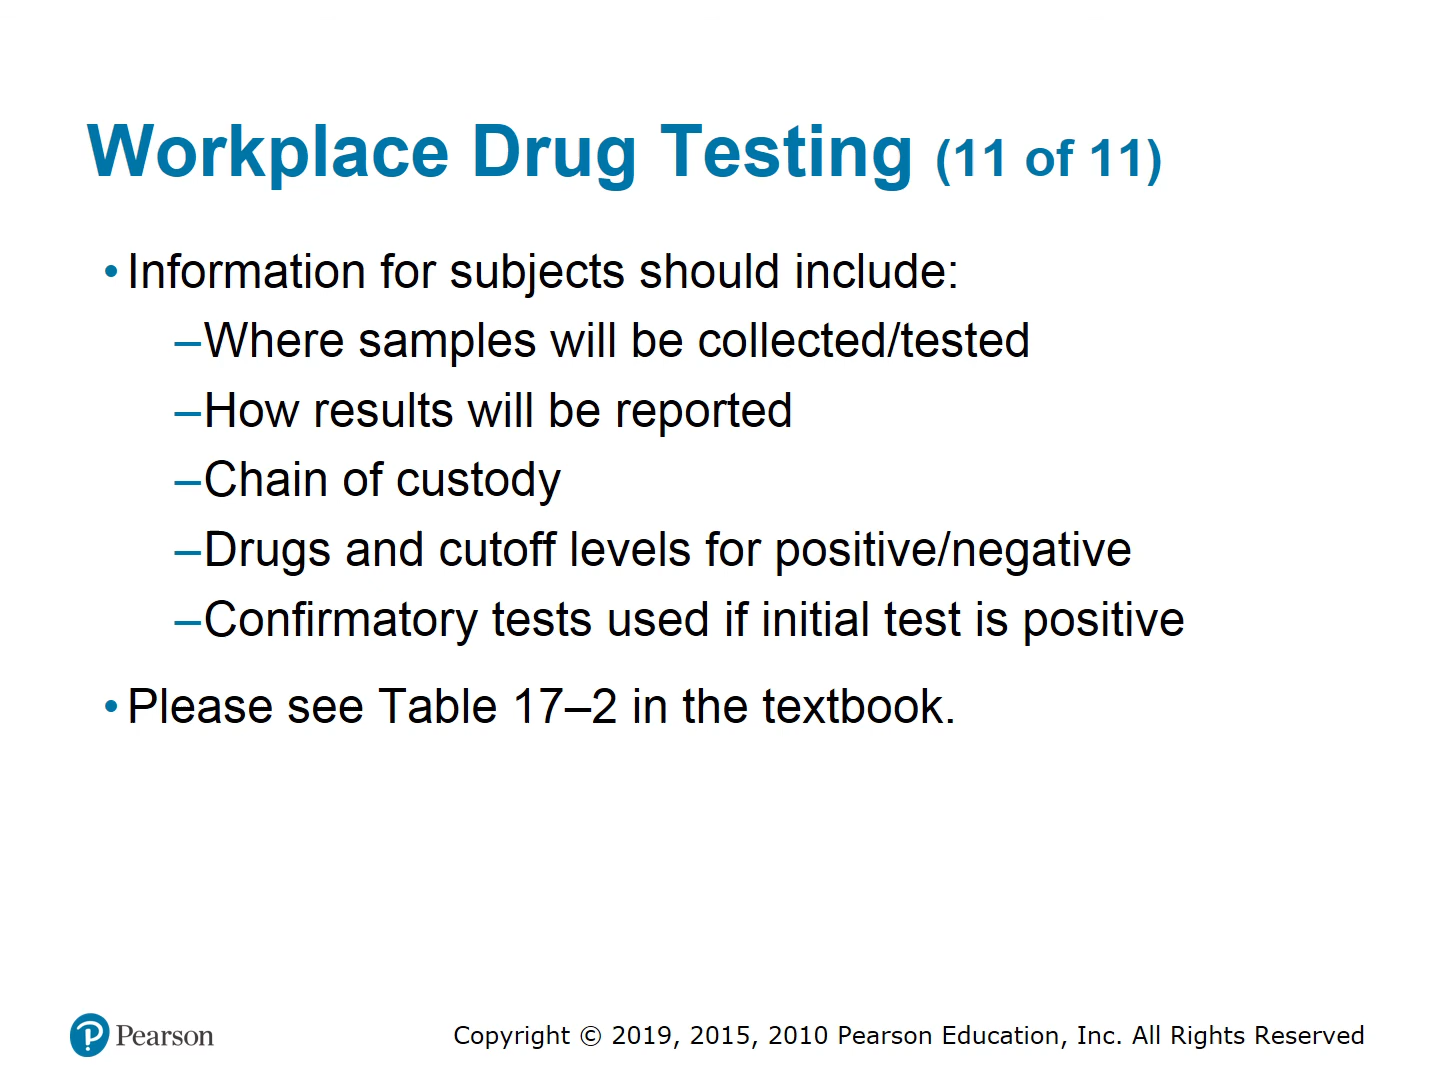 Workplace Drug Testing (11 of 11)
• Information for subjects should include:
–Where samples will be collected/tested
–How results will be reported
–Chain of custody
–Drugs and cutoff levels for positive/negative
–Confirmatory tests used if initial test is positive
• Please see Table 17–2 in the textbook.
Pearson
Copyright © 2019, 2015, 2010 Pearson Education, Inc. All Rights Reserved